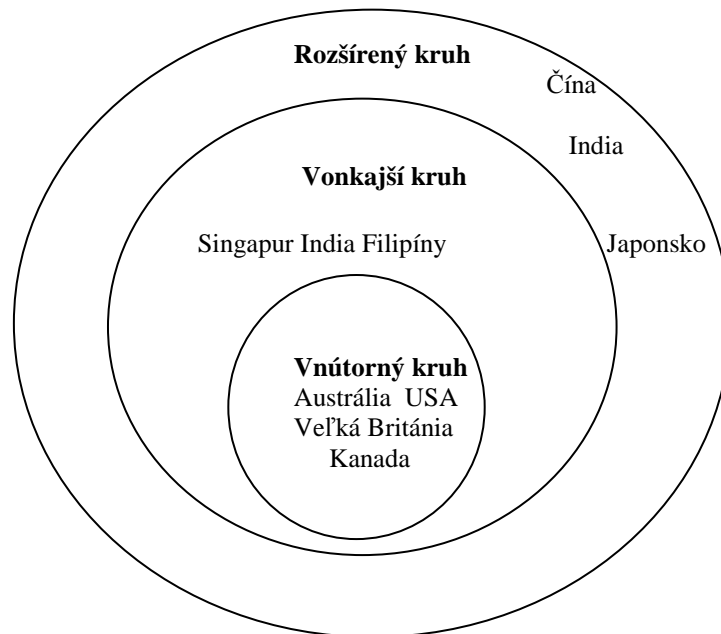 Rozšírený kruh
Čína
India
Vonkajší kruh
Singapur India Filipíny
Japonsko
Vnútorný kruh
Austrália USA
Veľká Británia
Kanada